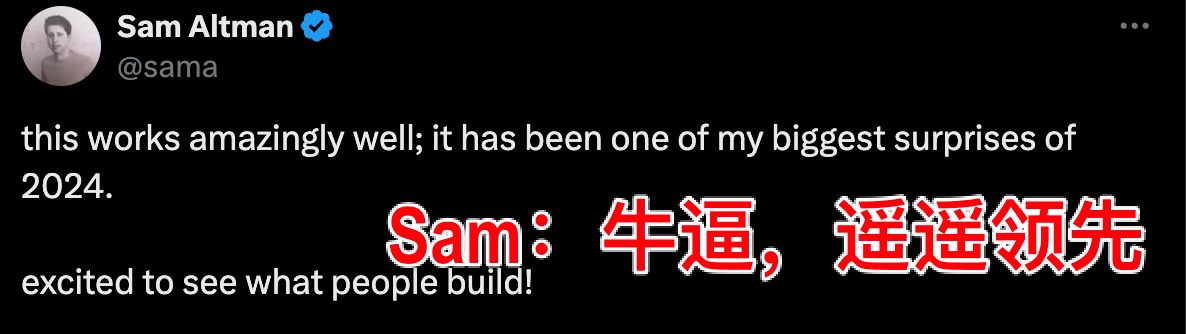 Sam Altman
@sama
this works amazingly well; it has been one of my biggest surprises of
2024.
Sam：牛逼，遥遥领先
excited to see what people build!